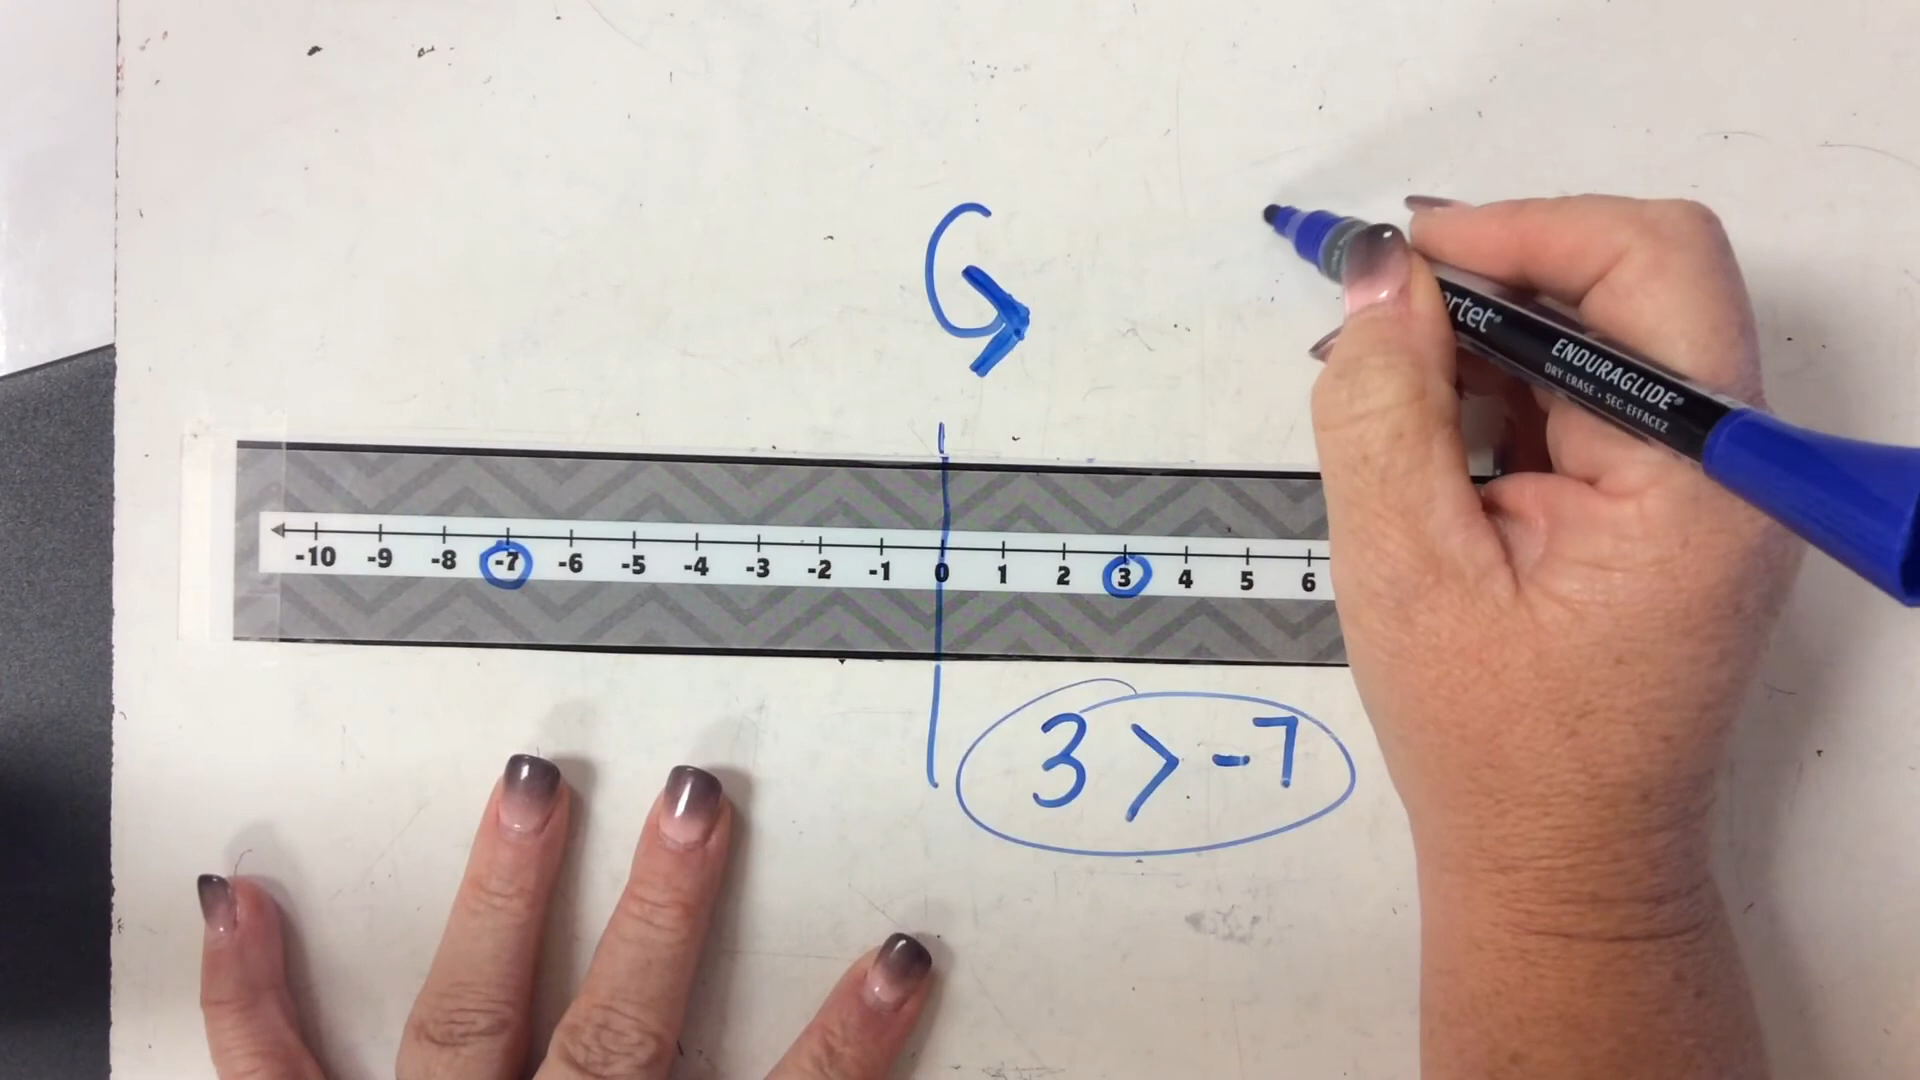 ENDURAGLIDE®
DRY ERASE • SEC-EFFACEZ
-10 -9 -8 -7 -6 -5 -4 -3 -2 -1 0 1 2 3 4 5 6
3 > -7